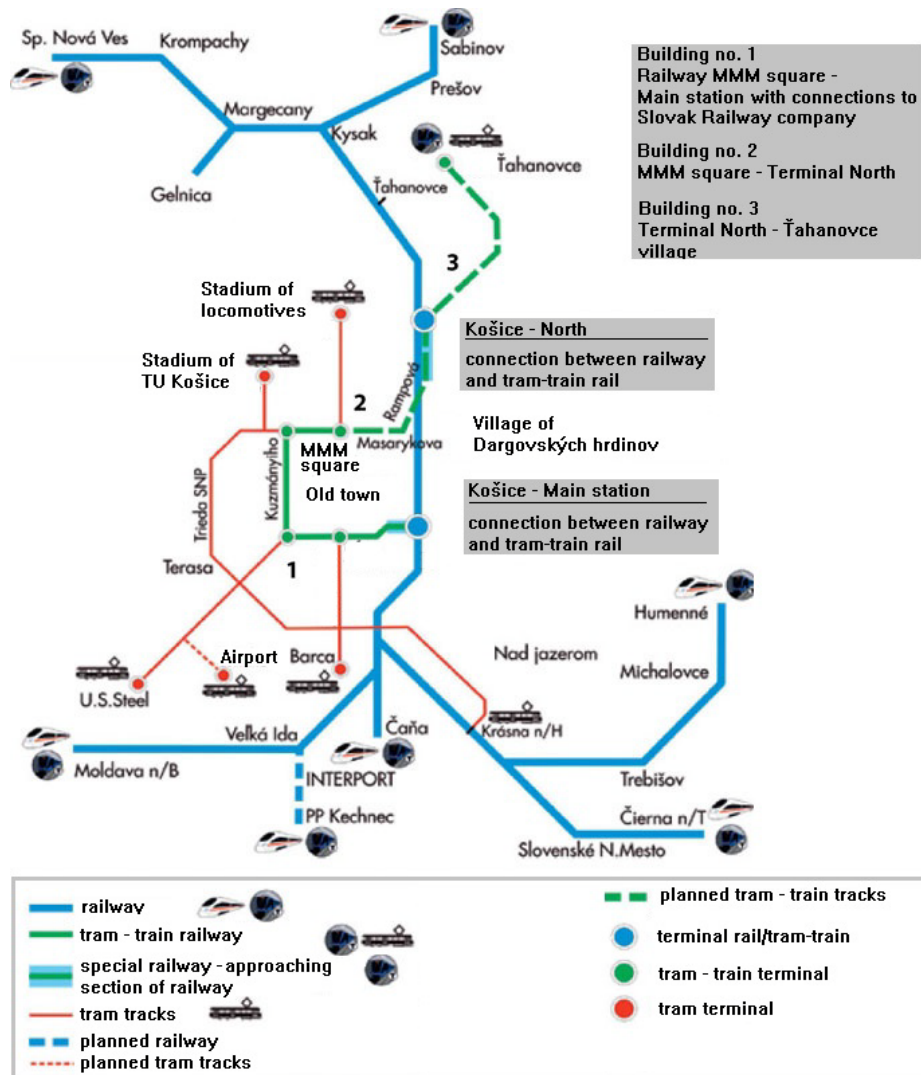 Sp. Nová Ves
Krompachy
Sabinov
Prešov
Margecany
Kysak
Gelnica
Ťahanovce
Ťahanovce
Building no. 1
Railway MMM square -
Main station with connections to
Slovak Railway company
Building no. 2
MMM square - Terminal North
Building no. 3
Terminal North - Ťahanovce
village
3
Stadium of
locomotives
Stadium of
TU Košice
Košice - North
connection between railway
and tram-train rail
2
Rampová
Masarykova
Village of
Dargovských hrdinov
MMM
square
Kuzmányiho
Old town
Trieda SNP
Košice - Main station
connection between railway
and tram-train rail
Terasa
1
Airport
Barca
U.S.Steel
Nad jazerom
Humenné
Michalovce
Krásna n/H
Veľká Ida
Čaňa
Moldava n/B
INTERPORT
PP Kechnec
Trebišov
Čierna n/T
Slovenské N.Mesto
railway
tram - train railway
special railway - approaching
section of railway
tram tracks
planned railway
planned tram tracks
planned tram - train tracks
terminal rail/tram-train
tram - train terminal
tram terminal